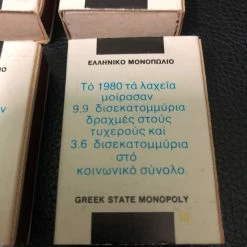 ΕΛΛΗΝΙΚΟ ΜΟΝΟΠΩΛΙΟ
Τό 1980 τά λαχεία
μοίρασαν
9.9 δισεκατομμύρια
δραχμές στούς
τυχερούς καί
3.6 δισεκατομμύρια
στό
κοινωνικό σύνολο
GREEK STATE MONOPOLY